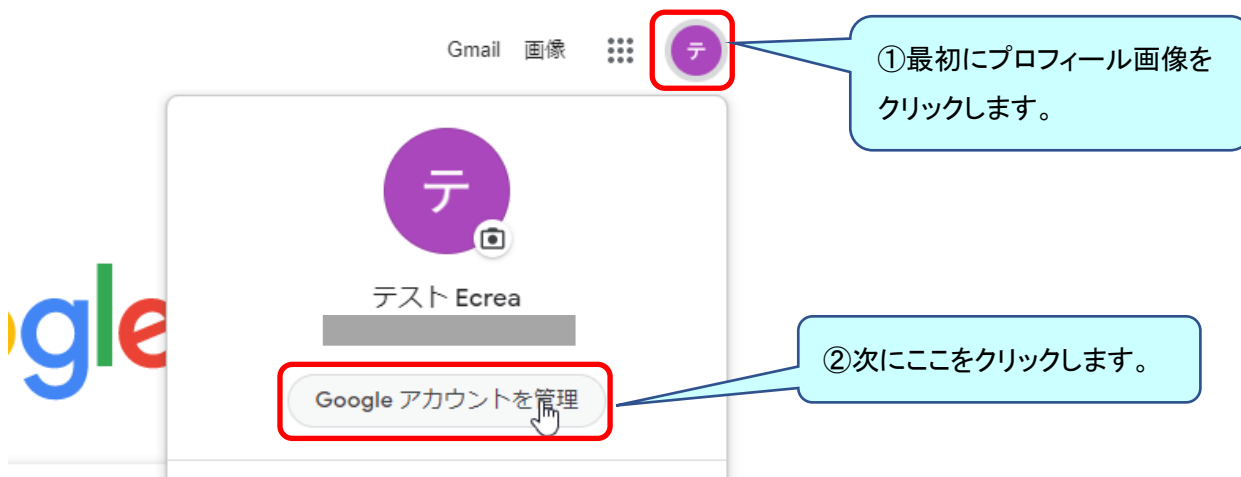 Gmail 画像 テ
①最初にプロフィール画像を
クリックします。
テ
テスト Ecrea
gle
②次にここをクリックします。
Google アカウントを管理